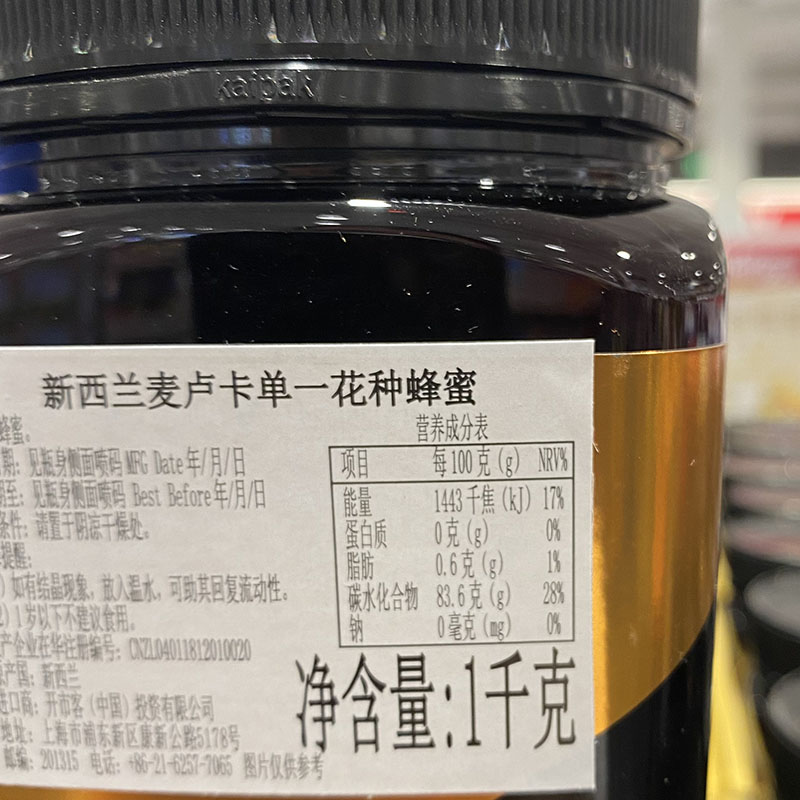 kaipak
新西兰麦卢卡单一花种蜂蜜
蜂蜜。
期: 见瓶身侧面喷码 MFG Date年/月/日
期至: 见瓶身侧面喷码 Best Before年/月/日
条件: 请置于阴凉干燥处。
提醒:
) 如有结晶现象，放入温水，可助其回复流动性。
2) 1岁以下不建议食用。
产企业在华注册编号: CNZL04011812010020
产国: 新西兰
进口商: 开市客（中国）投资有限公司
地址: 上海市浦东新区康新公路5178号
邮编: 201315 电话: +86-21-6257-7065 图片仅供参考
营养成分表
项目 每100克(g) NRV%
能量 1443千焦(kJ) 17%
蛋白质 0克(g) 0%
脂肪 0.6克(g) 1%
碳水化合物 83.6克(g) 28%
钠 0毫克(mg) 0%
净含量:1千克